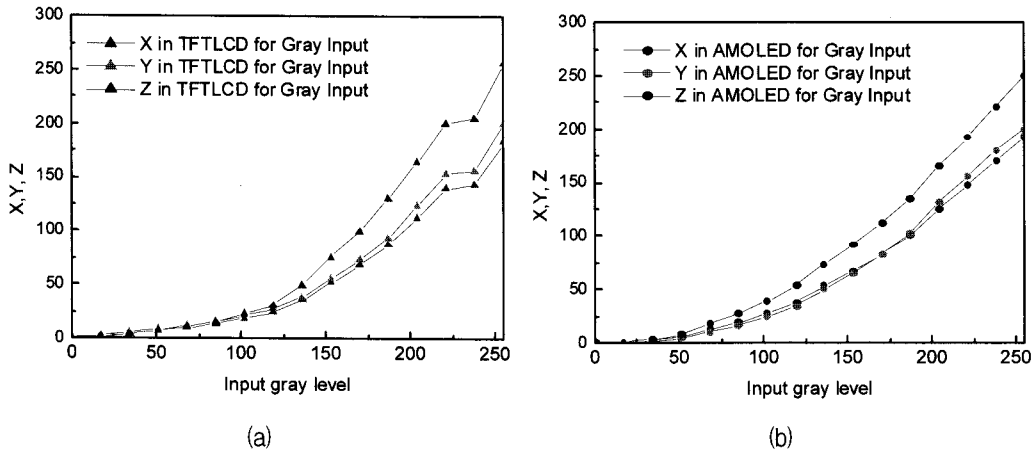 300
250
200
150
100
50
0
X,Y, Z
X in TFTLCD for Gray Input
Y in TFTLCD for Gray Input
Z in TFTLCD for Gray Input
0 50 100 150 200 250
Input gray level
(a)
300
250
200
150
100
50
0
X,Y, Z
X in AMOLED for Gray Input
Y in AMOLED for Gray Input
Z in AMOLED for Gray Input
0 50 100 150 200 250
Input gray level
(b)